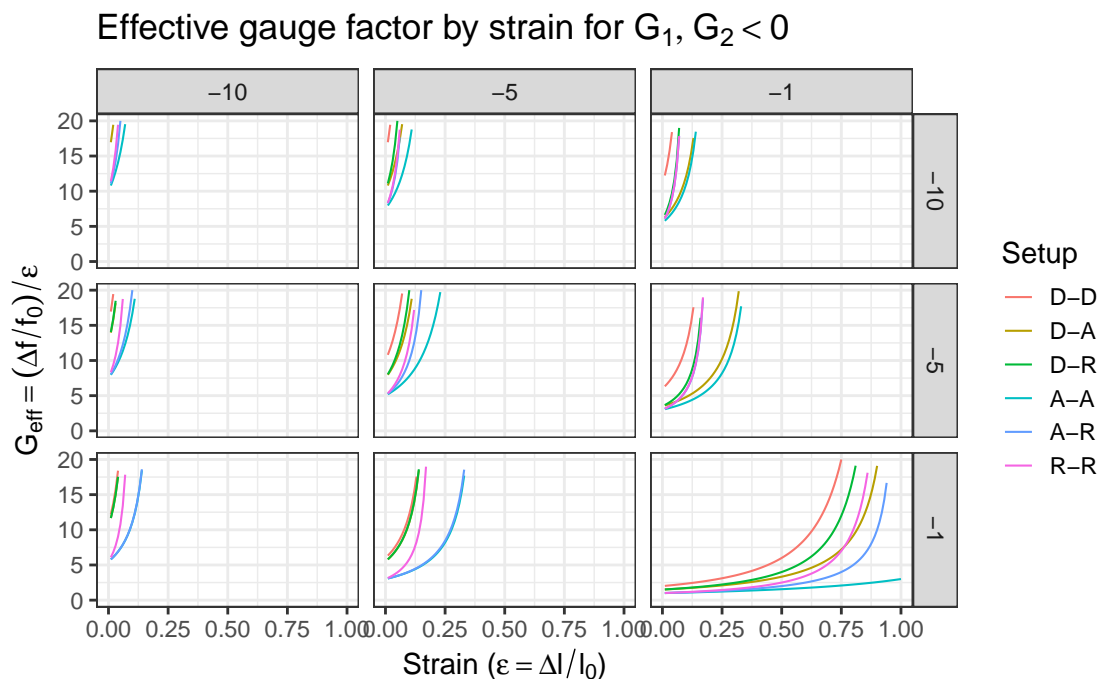 Effective gauge factor by strain for G₁, G₂ < 0
−10
−5
−1
20
15
10
5
0
−10
20
15
10
5
0
−5
20
15
10
5
0
−1
0.00 0.25 0.50 0.75 1.00
0.00 0.25 0.50 0.75 1.00
0.00 0.25 0.50 0.75 1.00
Strain (ε = Δl/l₀)
G_eff = (Δf/f₀)/ε
Setup
D−D
D−A
D−R
A−A
A−R
R−R